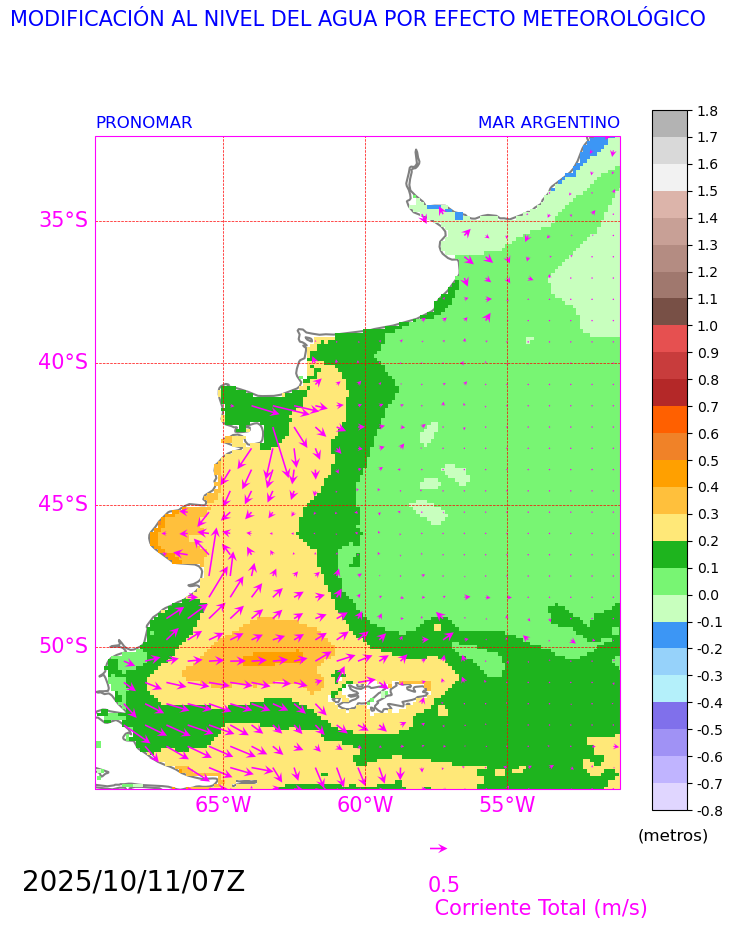 MODIFICACIÓN AL NIVEL DEL AGUA POR EFECTO METEOROLÓGICO
PRONOMAR
MAR ARGENTINO
35°S
40°S
45°S
50°S
65°W
60°W
55°W
1.8
1.7
1.6
1.5
1.4
1.3
1.2
1.1
1.0
0.9
0.8
0.7
0.6
0.5
0.4
0.3
0.2
0.1
0.0
-0.1
-0.2
-0.3
-0.4
-0.5
-0.6
-0.7
-0.8
(metros)
2025/10/11/07Z
0.5
Corriente Total (m/s)